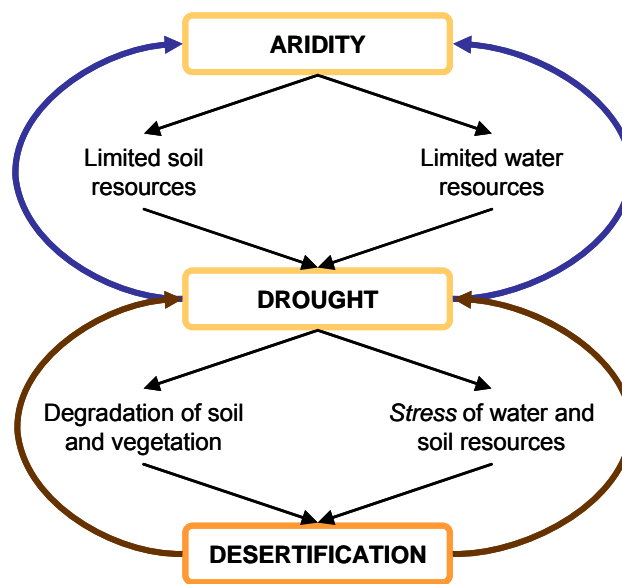 ARIDITY
Limited soil
resources
Limited water
resources
DROUGHT
Degradation of soil
and vegetation
Stress of water and
soil resources
DESERTIFICATION